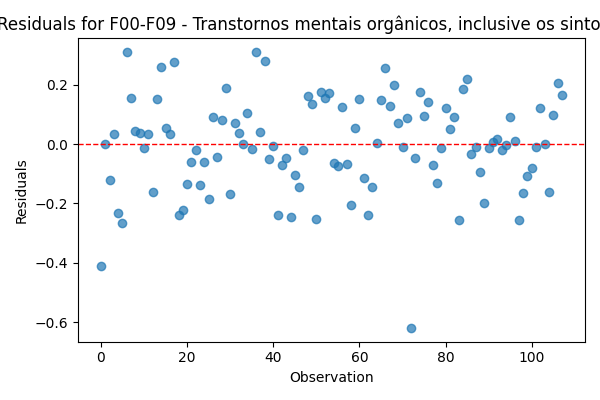 Residuals for F00-F09 - Transtornos mentais orgânicos, inclusive os sinto
0.2
0.0
−0.2
−0.4
−0.6
Residuals
0 20 40 60 80 100
Observation